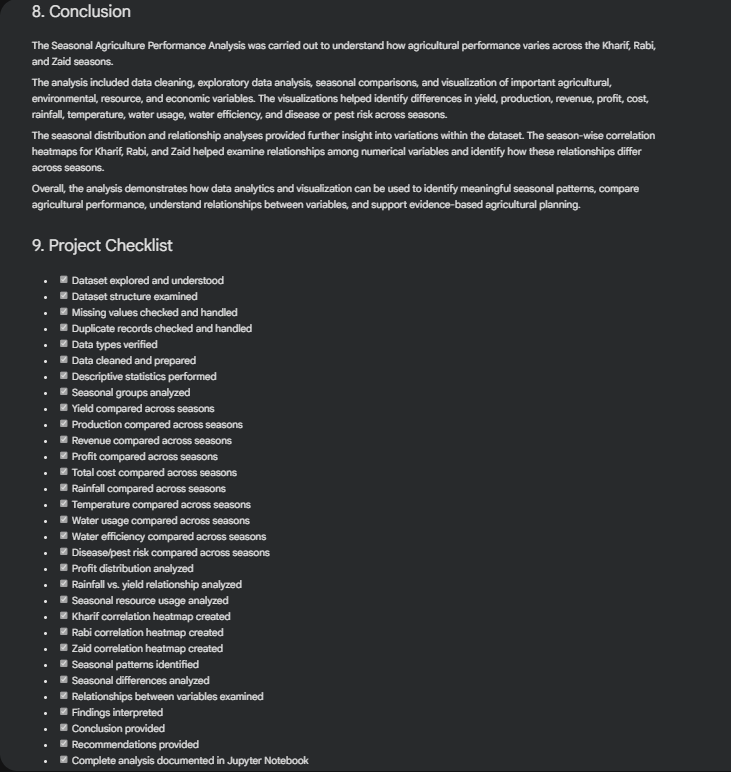 8. Conclusion
The Seasonal Agriculture Performance Analysis was carried out to understand how agricultural performance varies across the Kharif, Rabi,
and Zaid seasons.
The analysis included data cleaning, exploratory data analysis, seasonal comparisons, and visualization of important agricultural,
environmental, resource, and economic variables. The visualizations helped identify differences in yield, production, revenue, profit, cost,
rainfall, temperature, water usage, water efficiency, and disease or pest risk across seasons.
The seasonal distribution and relationship analyses provided further insight into variations within the dataset. The season-wise correlation
heatmaps for Kharif, Rabi, and Zaid helped examine relationships among numerical variables and identify how these relationships differ
across seasons.
Overall, the analysis demonstrates how data analytics and visualization can be used to identify meaningful seasonal patterns, compare
agricultural performance, understand relationships between variables, and support evidence-based agricultural planning.
9. Project Checklist
Dataset explored and understood
Dataset structure examined
Missing values checked and handled
Duplicate records checked and handled
Data types verified
Data cleaned and prepared
Descriptive statistics performed
Seasonal groups analyzed
Yield compared across seasons
Production compared across seasons
Revenue compared across seasons
Profit compared across seasons
Total cost compared across seasons
Rainfall compared across seasons
Temperature compared across seasons
Water usage compared across seasons
Water efficiency compared across seasons
Disease/pest risk compared across seasons
Profit distribution analyzed
Rainfall vs. yield relationship analyzed
Seasonal resource usage analyzed
Kharif correlation heatmap created
Rabi correlation heatmap created
Zaid correlation heatmap created
Seasonal patterns identified
Seasonal differences analyzed
Relationships between variables examined
Findings interpreted
Conclusion provided
Recommendations provided
Complete analysis documented in Jupyter Notebook